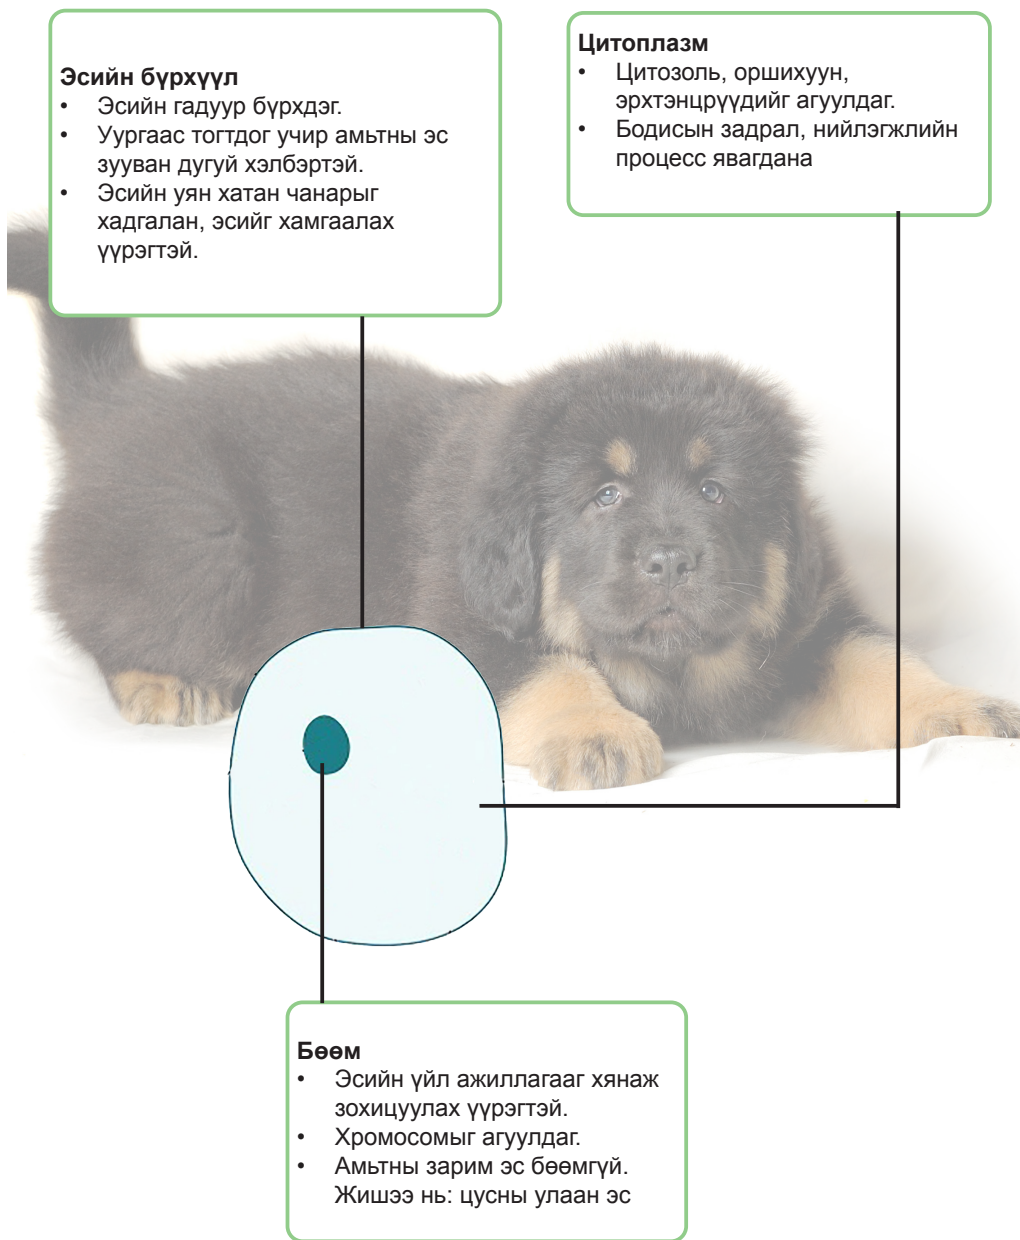 Эсийн бүрхүүл
• Эсийн гадуур бүрхдэг.
• Уургаас тогтдог учир амьтны эс
зууван дугуй хэлбэртэй.
• Эсийн уян хатан чанарыг
хадгалан, эсийг хамгаалах
үүрэгтэй.
Цитоплазм
• Цитозоль, оршихуун,
эрхтэнцрүүдийг агуулдаг.
• Бодисын задрал, нийлэгжлийн
процесс явагдана
Бөөм
• Эсийн үйл ажиллагааг хянаж
зохицуулах үүрэгтэй.
• Хромосомыг агуулдаг.
• Амьтны зарим эс бөөмгүй.
Жишээ нь: цусны улаан эс